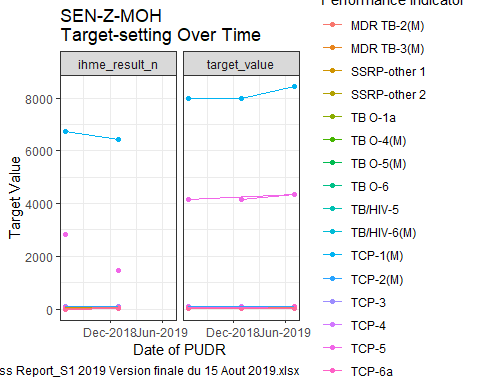 Performance Indicator
SEN-Z-MOH
Target-setting Over Time
ihme_result_n
target_value
8000
6000
4000
2000
0
Target Value
Dec-2018
Jun-2019
Dec-2018
Jun-2019
Date of PUDR
MDR TB-2(M)
MDR TB-3(M)
SSRP-other 1
SSRP-other 2
TB O-1a
TB O-4(M)
TB O-5(M)
TB O-6
TB/HIV-5
TB/HIV-6(M)
TCP-1(M)
TCP-2(M)
TCP-3
TCP-4
TCP-5
TCP-6a
ss Report_S1 2019 Version finale du 15 Aout 2019.xlsx